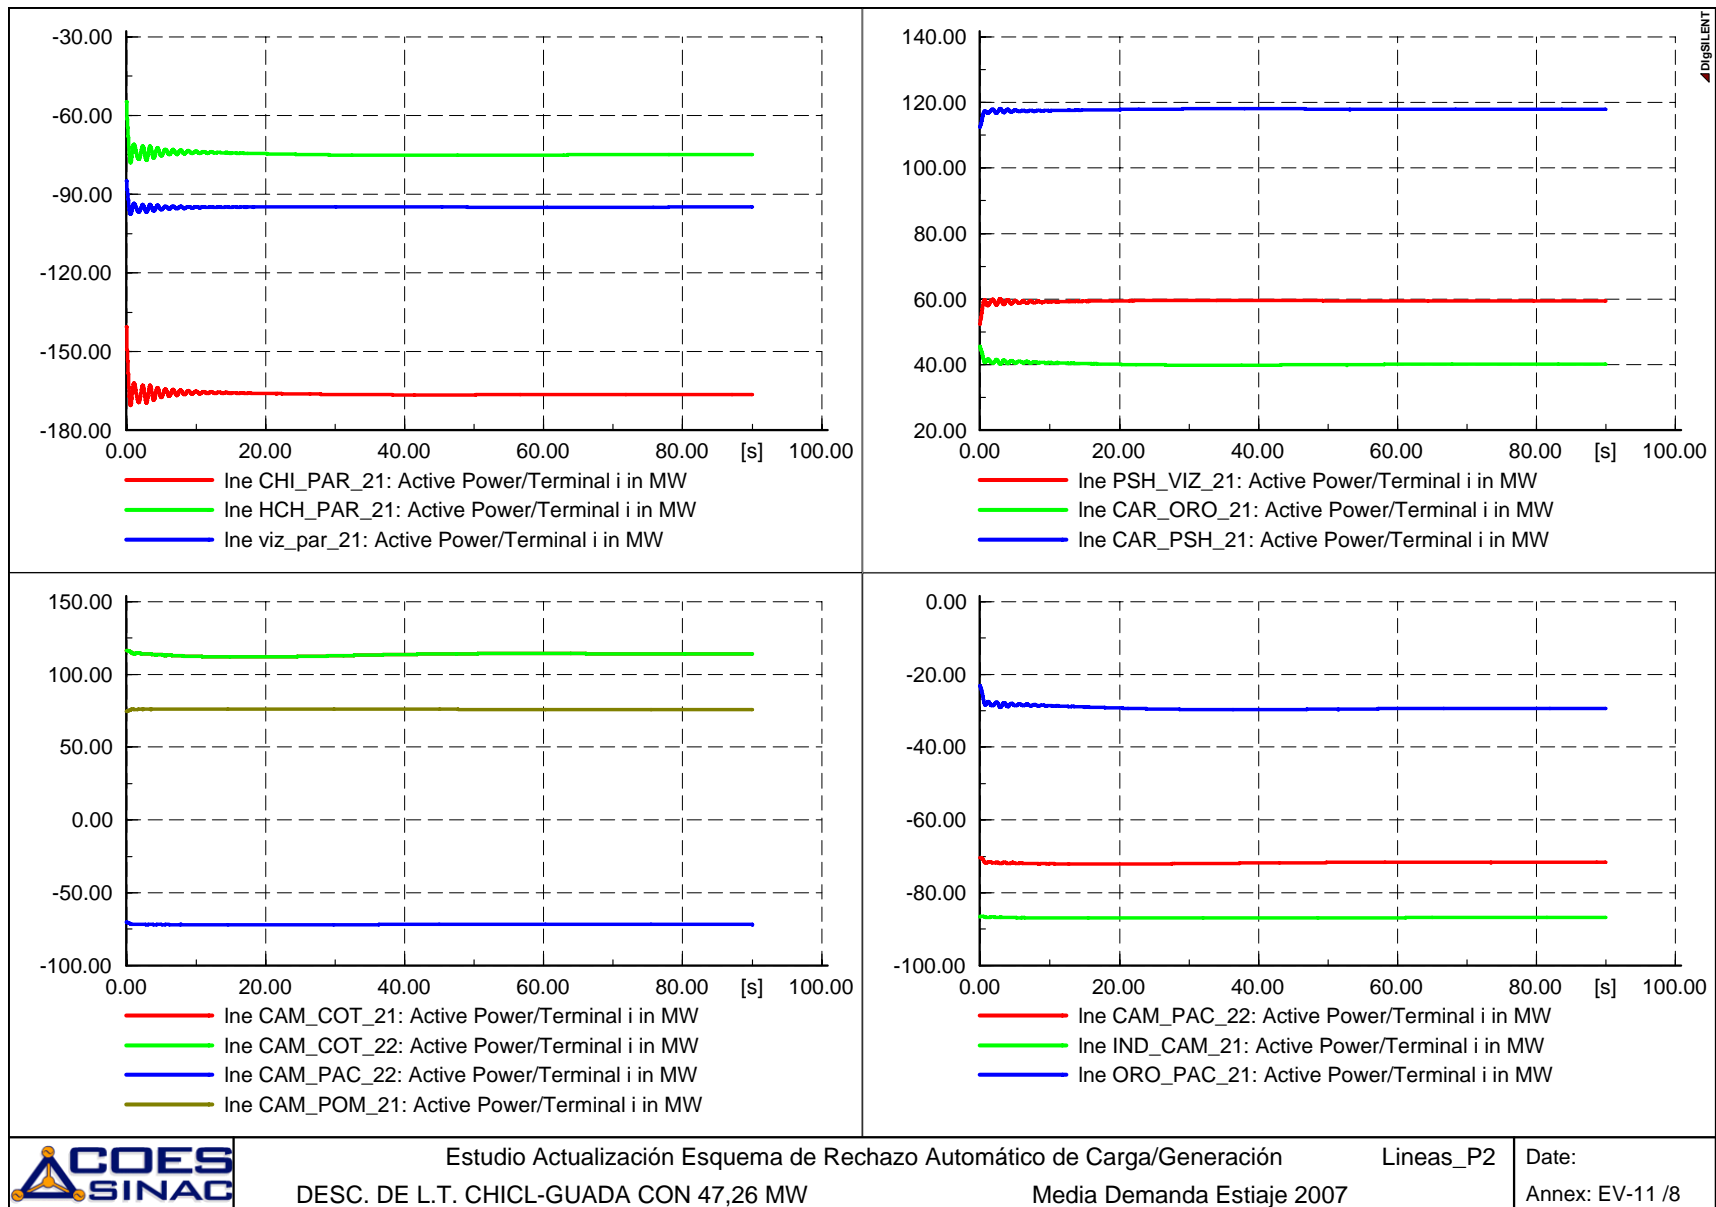 -30.00
-60.00
-90.00
-120.00
-150.00
-180.00
0.00 20.00 40.00 60.00 80.00 [s] 100.00
lne CHI_PAR_21: Active Power/Terminal i in MW
lne HCH_PAR_21: Active Power/Terminal i in MW
lne viz_par_21: Active Power/Terminal i in MW
140.00
120.00
100.00
80.00
60.00
40.00
20.00
0.00 20.00 40.00 60.00 80.00 [s] 100.00
lne PSH_VIZ_21: Active Power/Terminal i in MW
lne CAR_ORO_21: Active Power/Terminal i in MW
lne CAR_PSH_21: Active Power/Terminal i in MW
DIgSILENT
150.00
100.00
50.00
0.00
-50.00
-100.00
0.00 20.00 40.00 60.00 80.00 [s] 100.00
lne CAM_COT_21: Active Power/Terminal i in MW
lne CAM_COT_22: Active Power/Terminal i in MW
lne CAM_PAC_22: Active Power/Terminal i in MW
lne CAM_POM_21: Active Power/Terminal i in MW
0.00
-20.00
-40.00
-60.00
-80.00
-100.00
0.00 20.00 40.00 60.00 80.00 [s] 100.00
lne CAM_PAC_22: Active Power/Terminal i in MW
lne IND_CAM_21: Active Power/Terminal i in MW
lne ORO_PAC_21: Active Power/Terminal i in MW
COES
SINAC
Estudio Actualización Esquema de Rechazo Automático de Carga/Generación Lineas_P2
DESC. DE L.T. CHICL-GUADA CON 47,26 MW Media Demanda Estiaje 2007
Date:
Annex: EV-11 /8